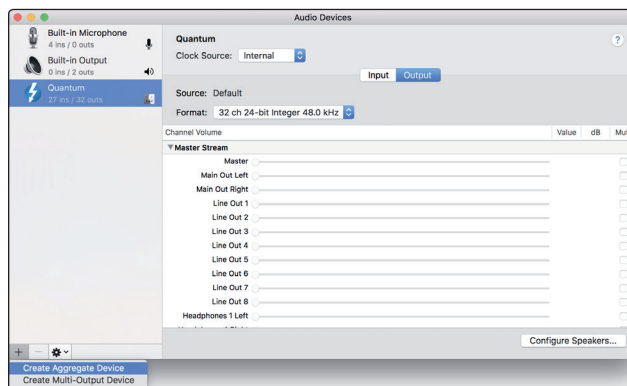 Audio Devices
Built-in Microphone
4 ins / 0 outs
Built-in Output
0 ins / 2 outs
Quantum
27 ins / 32 outs
Quantum
?
Clock Source: Internal
Input Output
Source: Default
Format: 32 ch 24-bit Integer 48.0 kHz
Channel Volume Value dB Mut
Master Stream
Master
Main Out Left
Main Out Right
Line Out 1
Line Out 2
Line Out 3
Line Out 4
Line Out 5
Line Out 6
Line Out 7
Line Out 8
Headphones 1 Left
Configure Speakers...
Create Aggregate Device
Create Multi-Output Device